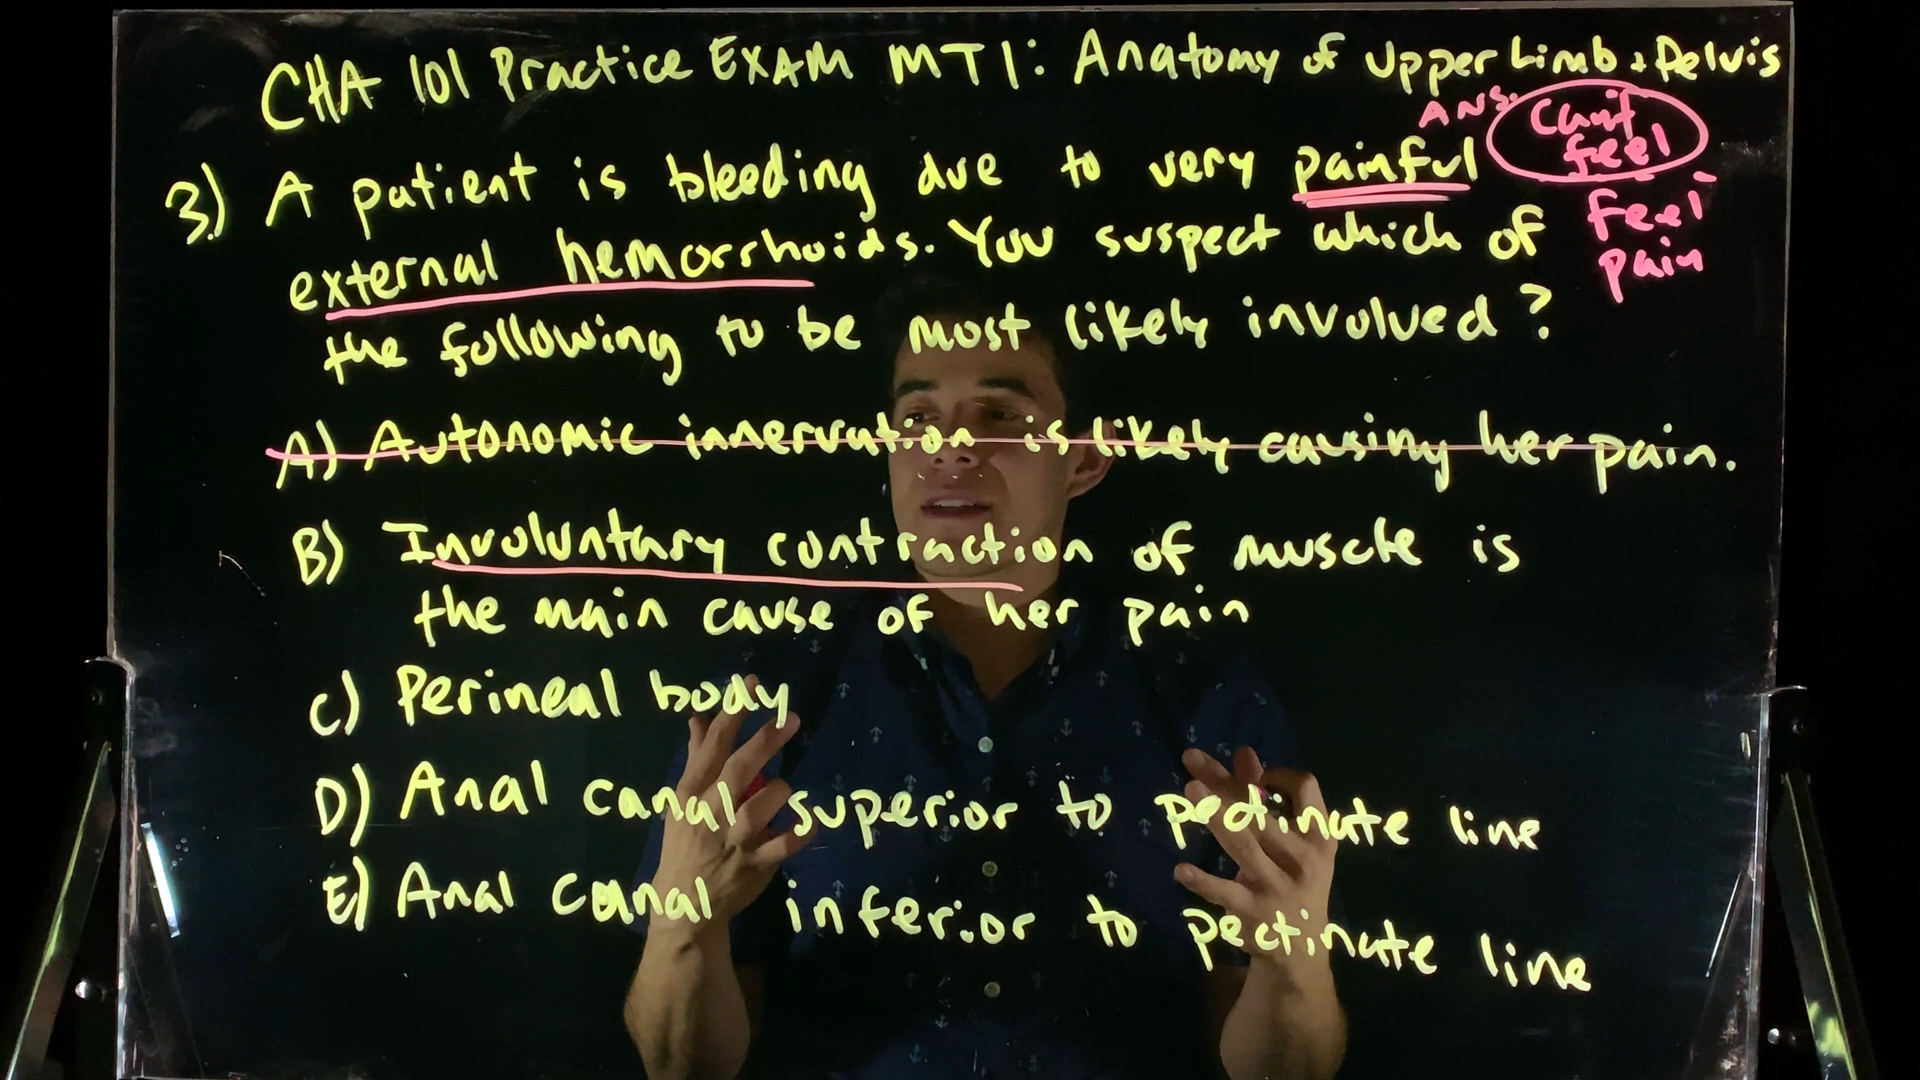 CHA 101 Practice EXAM MT1: Anatomy of Upper Limb + Pelvis
ANS. can't
feel
3.) A patient is bleeding due to very painful
feel
pain
external hemorrhoids. You suspect which of
the following to be most likely involved?
A) Autonomic innervation is likely causing her pain.
B) Involuntary contraction of muscle is
the main cause of her pain
C) Perineal body
D) Anal canal superior to pectinate line
E) Anal canal inferior to pectinate line